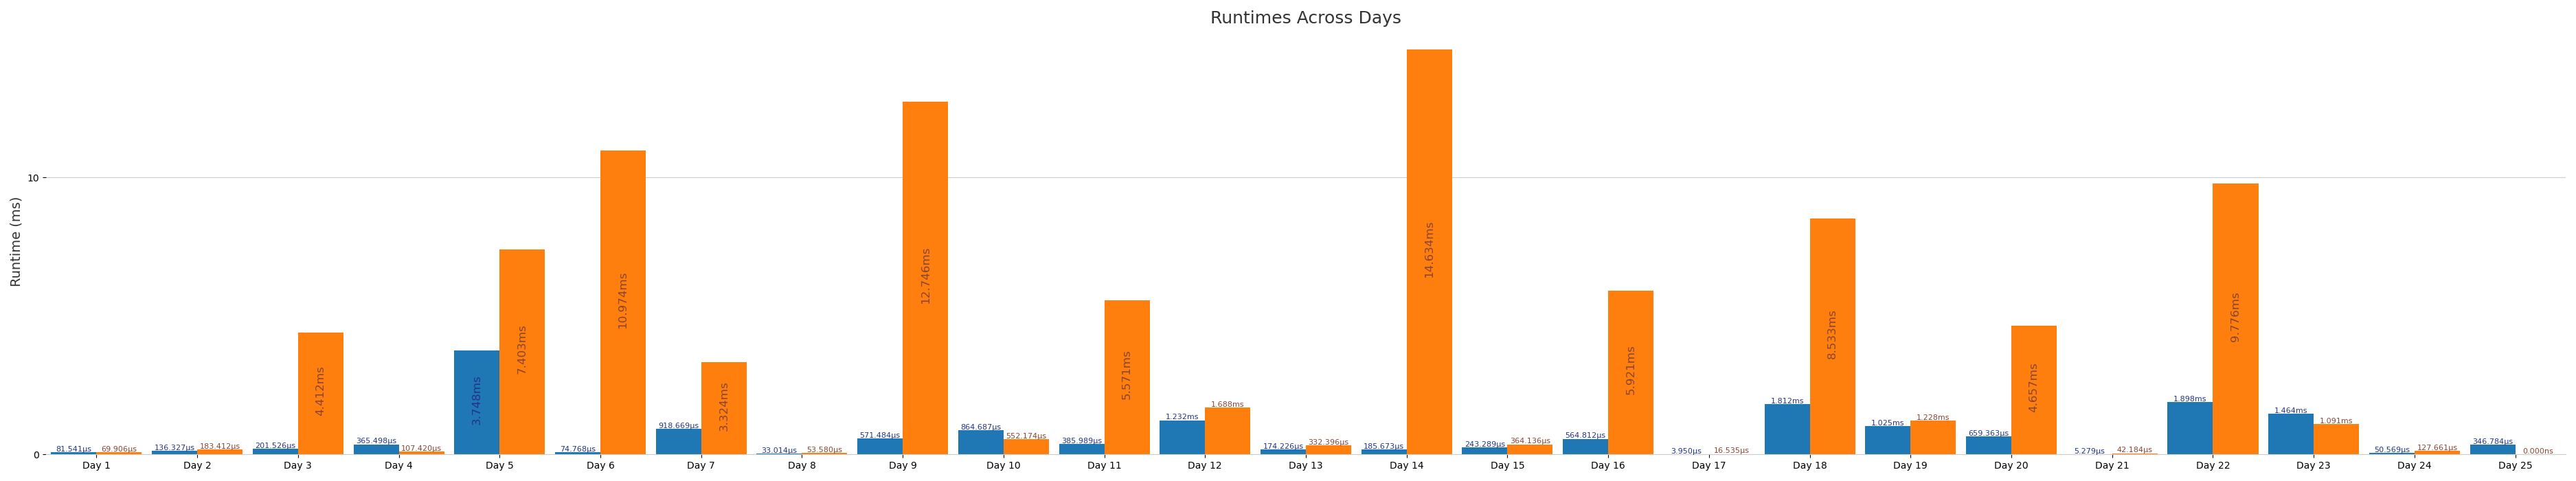 Runtimes Across Days
Runtime (ms)
10
0
81.541µs
69.906µs
136.327µs
183.412µs
201.526µs
4.412ms
365.498µs
107.420µs
3.748ms
7.403ms
74.768µs
10.974ms
918.669µs
3.324ms
33.014µs
53.580µs
571.484µs
12.746ms
864.687µs
552.174µs
385.989µs
5.571ms
1.232ms
1.688ms
174.226µs
332.396µs
185.673µs
14.634ms
243.289µs
364.136µs
564.812µs
5.921ms
3.950µs
16.535µs
1.812ms
8.533ms
1.025ms
1.228ms
659.363µs
4.657ms
5.279µs
42.184µs
1.898ms
9.776ms
1.464ms
1.091ms
50.569µs
127.661µs
346.784µs
0.000ns
Day 1
Day 2
Day 3
Day 4
Day 5
Day 6
Day 7
Day 8
Day 9
Day 10
Day 11
Day 12
Day 13
Day 14
Day 15
Day 16
Day 17
Day 18
Day 19
Day 20
Day 21
Day 22
Day 23
Day 24
Day 25